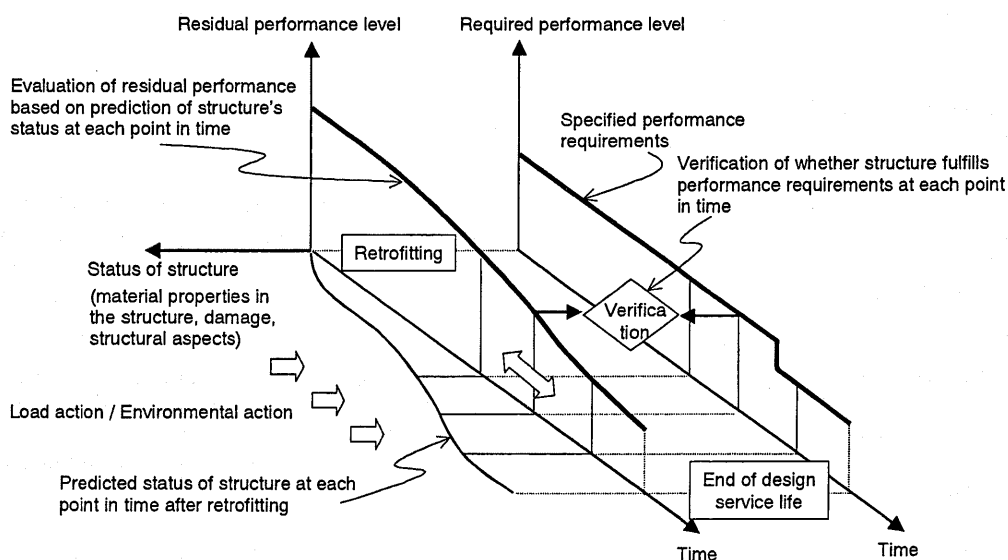 Residual performance level
Required performance level
Evaluation of residual performance
based on prediction of structure's
status at each point in time
Specified performance
requirements
Verification of whether structure fulfills
performance requirements at each point
in time
Retrofitting
Status of structure
(material properties in
the structure, damage,
structural aspects)
Verifica
tion
Load action / Environmental action
Predicted status of structure at each
point in time after retrofitting
End of design
service life
Time
Time